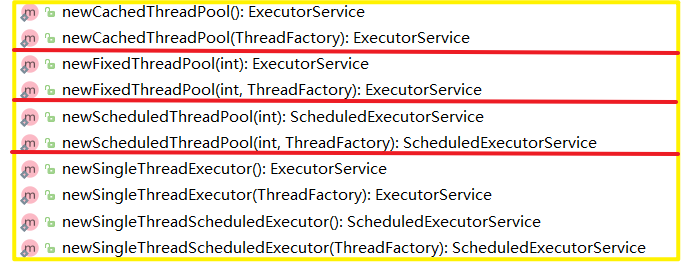 newCachedThreadPool(): ExecutorService
newCachedThreadPool(ThreadFactory): ExecutorService
newFixedThreadPool(int): ExecutorService
newFixedThreadPool(int, ThreadFactory): ExecutorService
newScheduledThreadPool(int): ScheduledExecutorService
newScheduledThreadPool(int, ThreadFactory): ScheduledExecutorService
newSingleThreadExecutor(): ExecutorService
newSingleThreadExecutor(ThreadFactory): ExecutorService
newSingleThreadScheduledExecutor(): ScheduledExecutorService
newSingleThreadScheduledExecutor(ThreadFactory): ScheduledExecutorService